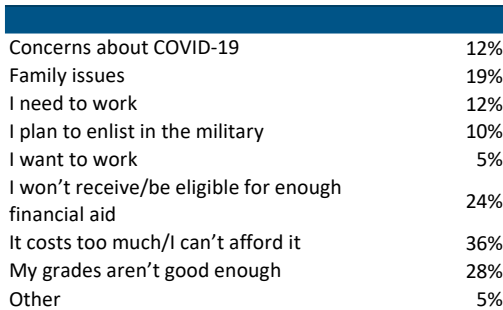 Concerns about COVID-19 12%
Family issues 19%
I need to work 12%
I plan to enlist in the military 10%
I want to work 5%
I won’t receive/be eligible for enough
financial aid 24%
It costs too much/I can’t afford it 36%
My grades aren’t good enough 28%
Other 5%